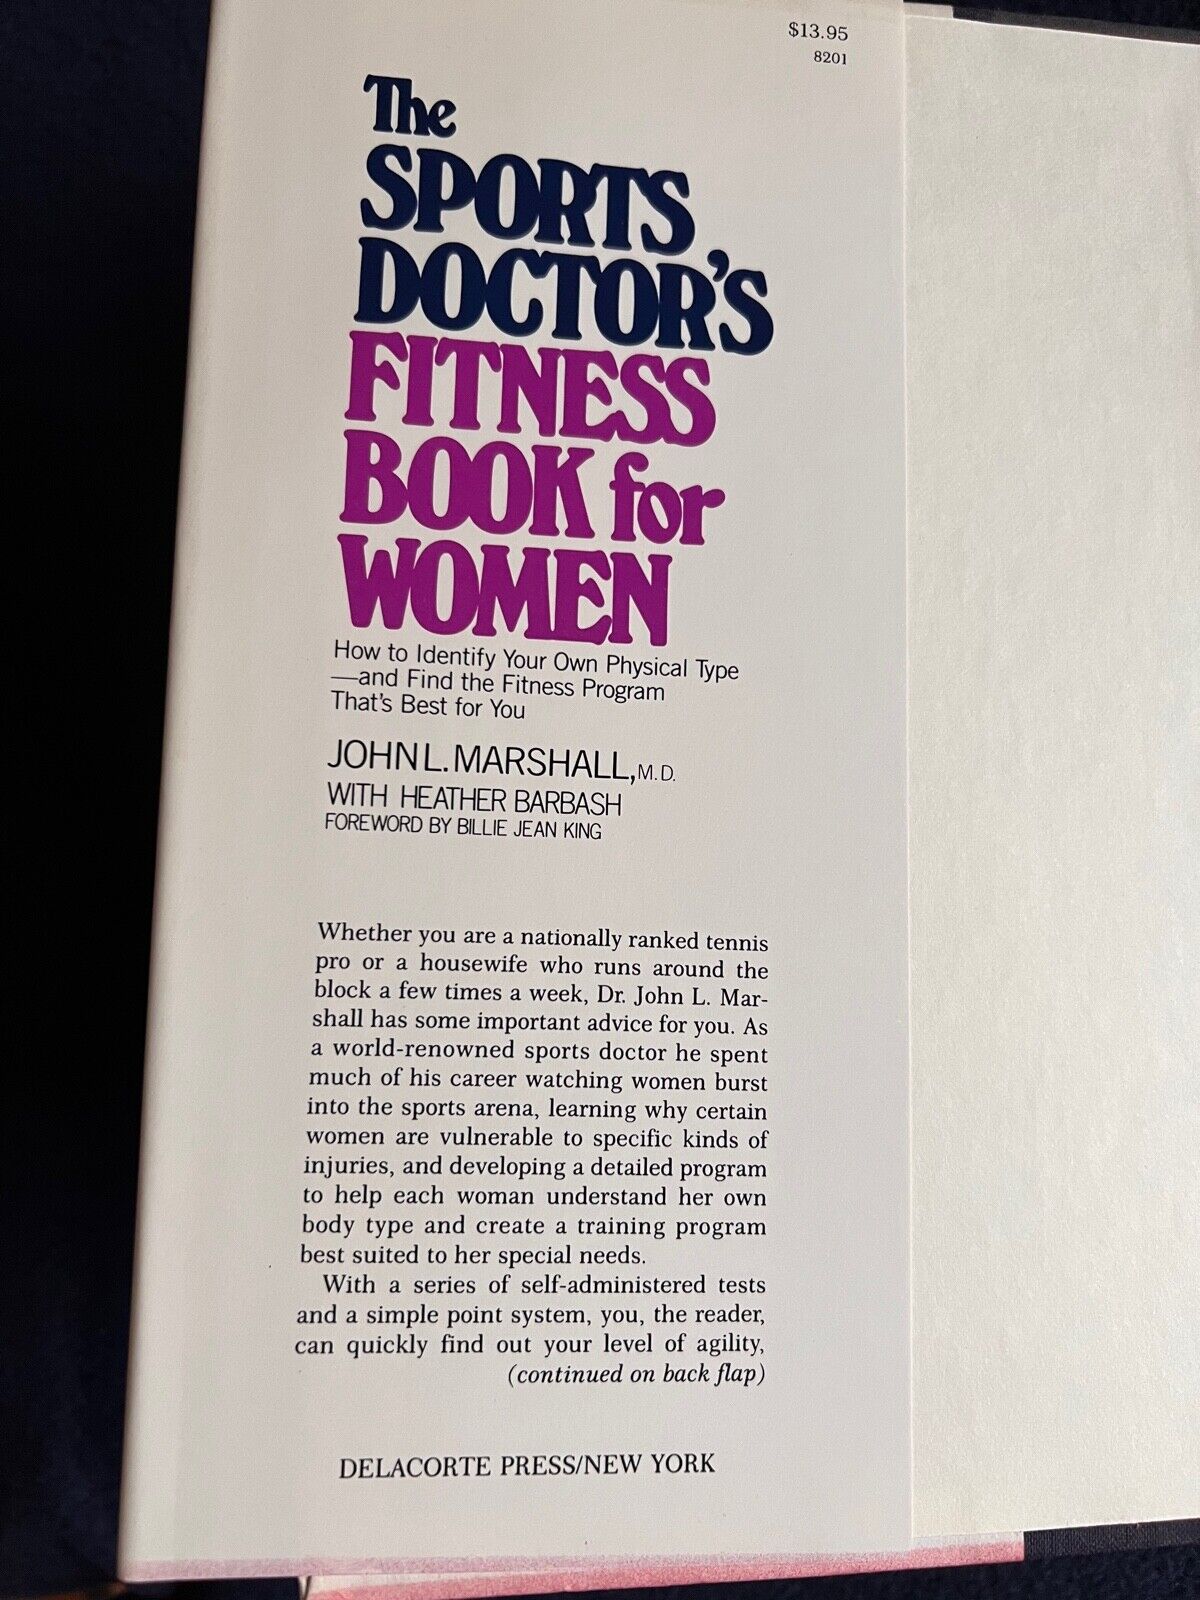 $13.95
8201
The
SPORTS
DOCTOR'S
FITNESS
BOOK for
WOMEN
How to Identify Your Own Physical Type
—and Find the Fitness Program
That's Best for You
JOHN L. MARSHALL, M.D.
WITH HEATHER BARBASH
FOREWORD BY BILLIE JEAN KING
Whether you are a nationally ranked tennis
pro or a housewife who runs around the
block a few times a week, Dr. John L. Mar-
shall has some important advice for you. As
a world-renowned sports doctor he spent
much of his career watching women burst
into the sports arena, learning why certain
women are vulnerable to specific kinds of
injuries, and developing a detailed program
to help each woman understand her own
body type and create a training program
best suited to her special needs.
With a series of self-administered tests
and a simple point system, you, the reader,
can quickly find out your level of agility,
(continued on back flap)
DELACORTE PRESS/NEW YORK